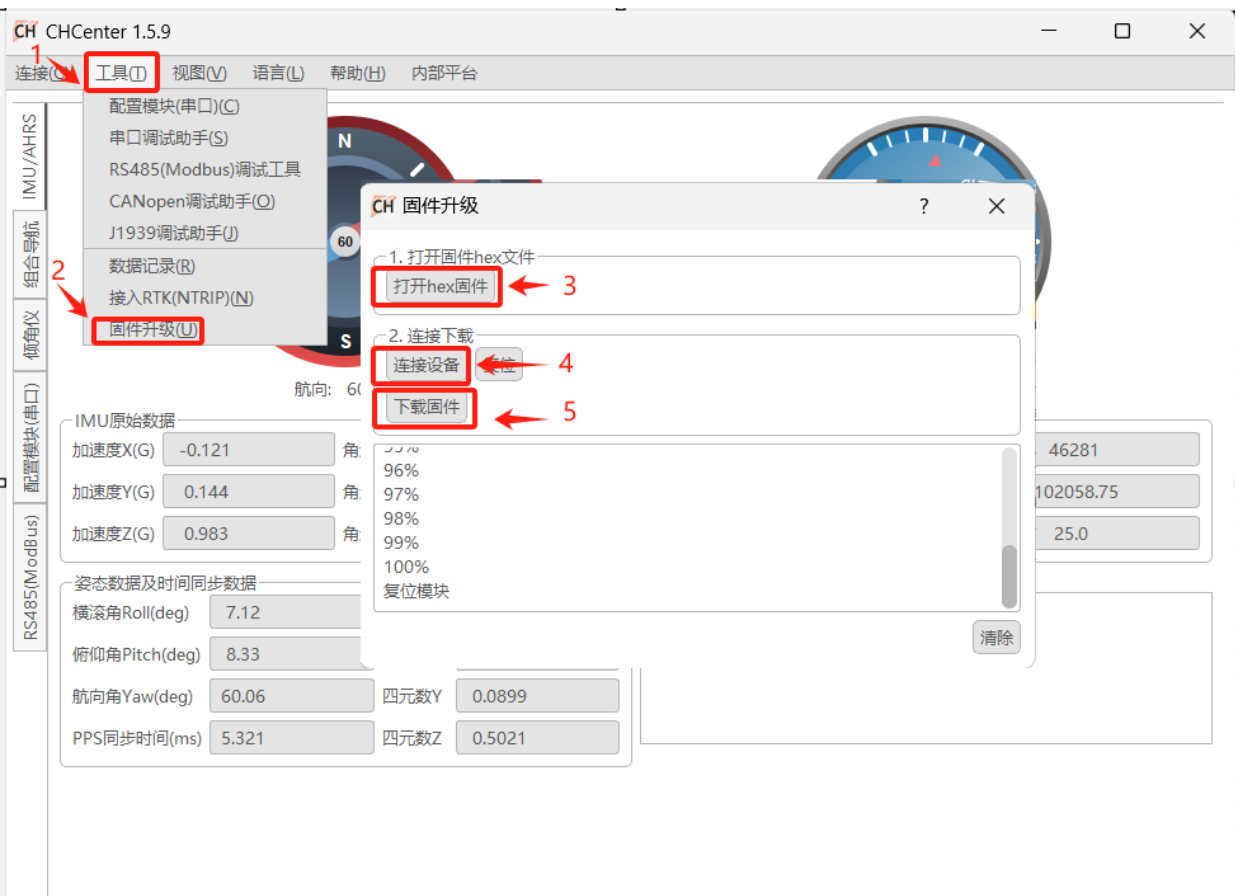 CH CHCenter 1.5.9
1
连接(C) 工具(T) 视图(V) 语言(L) 帮助(H) 内部平台
配置模块(串口)(C)
串口调试助手(S)
RS485(Modbus)调试工具
CANopen调试助手(O)
J1939调试助手(J)
数据记录(R)
接入RTK(NTRIP)(N)
固件升级(U)
2
IMU/AHRS
组合导航
倾角仪
配置模块(串口)
RS485(ModBus)
N
60
S
航向: 60
CH 固件升级 ?
1. 打开固件hex文件
打开hex固件 3
2. 连接下载
连接设备 复位 4
下载固件 5
95%
96%
97%
98%
99%
100%
复位模块
清除
IMU原始数据
加速度X(G) -0.121 角 46281
加速度Y(G) 0.144 角 102058.75
加速度Z(G) 0.983 角 25.0
姿态数据及时间同步数据
横滚角Roll(deg) 7.12
俯仰角Pitch(deg) 8.33
航向角Yaw(deg) 60.06 四元数Y 0.0899
PPS同步时间(ms) 5.321 四元数Z 0.5021